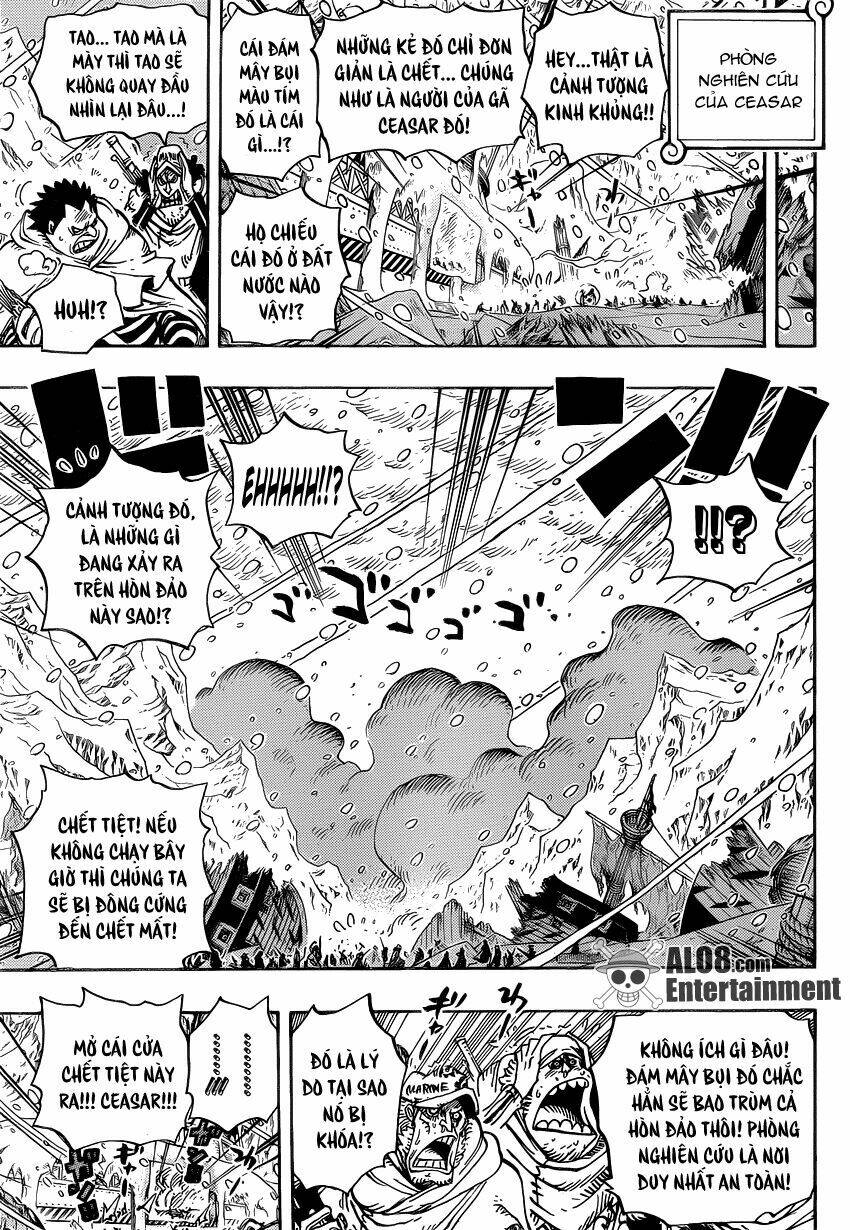 PHÒNG
NGHIÊN CỨU
CỦA CEASAR
HEY...THẬT LÀ
CẢNH TƯỢNG
KINH KHỦNG!!
NHỮNG KẺ ĐÓ CHỈ ĐƠN
GIẢN LÀ CHẾT... CHÚNG
NHƯ LÀ NGƯỜI CỦA GÃ
CEASAR ĐÓ!
CÁI ĐÁM
MÂY BỤI
MÀU TÍM
ĐÓ LÀ CÁI
GÌ...!?
HỌ CHIẾU
CÁI ĐÓ Ở ĐẤT
NƯỚC NÀO
VẬY!?
TAO... TAO MÀ LÀ
MÀY THÌ TAO SẼ
KHÔNG QUAY ĐẦU
NHÌN LẠI ĐÂU...!
HUH!?
!!?
EHHHHH!!?
CẢNH TƯỢNG ĐÓ,
LÀ NHỮNG GÌ
ĐANG XẢY RA
TRÊN HÒN ĐẢO
NÀY SAO!?
ゴゴゴゴゴ
CHẾT TIỆT! NẾU
KHÔNG CHẠY BÂY
GIỜ THÌ CHÚNG TA
SẼ BỊ ĐÔNG CỨNG
ĐẾN CHẾT MẤT!
AL08.com
Entertainment
KHÔNG ÍCH GÌ ĐÂU!
ĐÁM MÂY BỤI ĐÓ CHẮC
HẲN SẼ BAO TRÙM CẢ
HÒN ĐẢO THÔI! PHÒNG
NGHIÊN CỨU LÀ NƠI
DUY NHẤT AN TOÀN!
MARINE
ĐÓ LÀ LÝ
DO TẠI SAO
NÓ BỊ
KHÓA!?
MỞ CÁI CỬA
CHẾT TIỆT NÀY
RA!!! CEASAR!!!